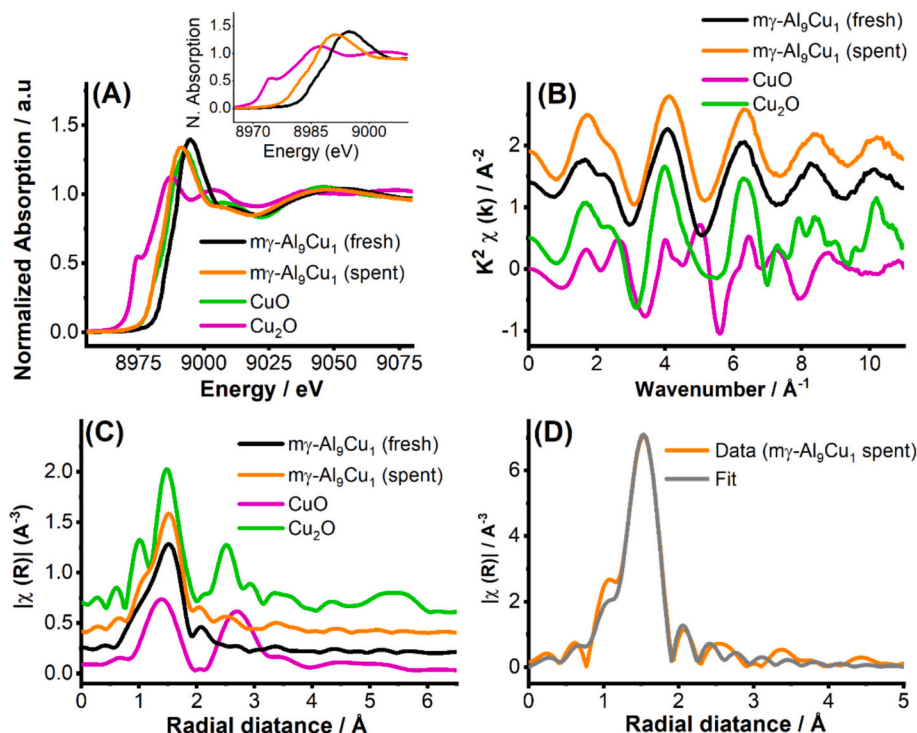 (A)
Normalized Absorption / a.u
1.5
1.0
0.5
0.0
8975 9000 9025 9050 9075
Energy / eV
mγ-Al₉Cu₁ (fresh)
mγ-Al₉Cu₁ (spent)
CuO
Cu₂O
N. Absorption
1.5
1.0
0.5
0.0
8970 8985 9000
Energy (eV)
(B)
K² χ (k) / A⁻²
3
2
1
0
-1
0 2 4 6 8 10
Wavenumber / Å⁻¹
mγ-Al₉Cu₁ (fresh)
mγ-Al₉Cu₁ (spent)
CuO
Cu₂O
(C)
|χ (R)| (A⁻³)
2.0
1.5
1.0
0.5
0.0
0 1 2 3 4 5 6
Radial diatance / Å
mγ-Al₉Cu₁ (fresh)
mγ-Al₉Cu₁ (spent)
CuO
Cu₂O
(D)
|χ (R)| / A⁻³
6
4
2
0
0 1 2 3 4 5
Radial diatance / Å
Data (mγ-Al₉Cu₁ spent)
Fit